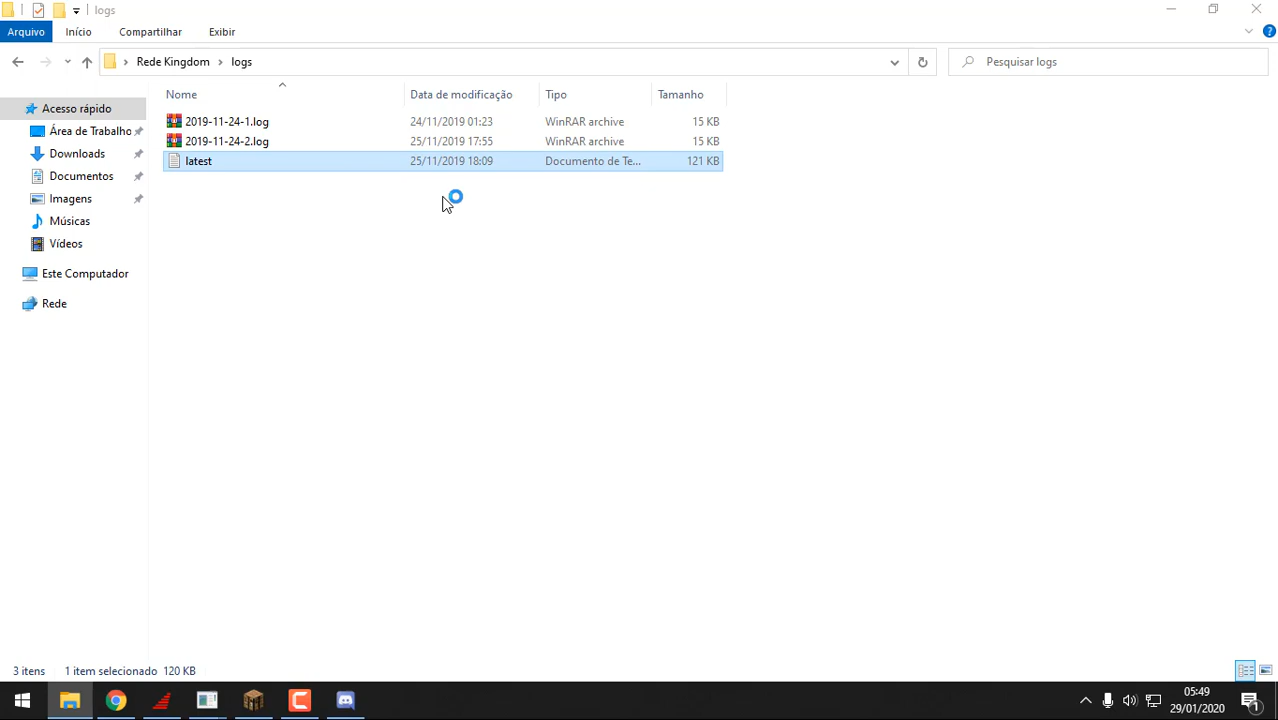 logs
Arquivo Início Compartilhar Exibir
Rede Kingdom logs Pesquisar logs
Nome Data de modificação Tipo Tamanho
Acesso rápido
Área de Trabalho
Downloads
Documentos
Imagens
Músicas
Vídeos
Este Computador
Rede
2019-11-24-1.log 24/11/2019 01:23 WinRAR archive 15 KB
2019-11-24-2.log 25/11/2019 17:55 WinRAR archive 15 KB
latest 25/11/2019 18:09 Documento de Te... 121 KB
3 itens 1 item selecionado 120 KB
05:49
29/01/2020
1